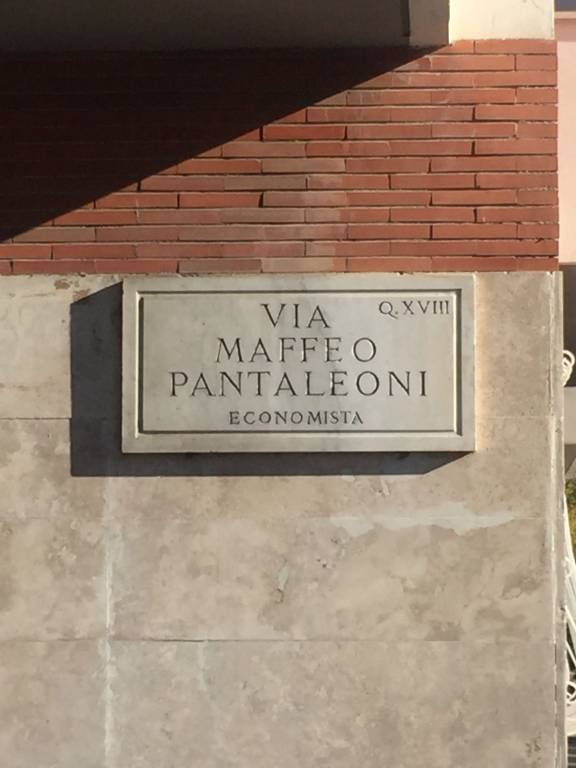 VIA
Q. XVIII
MAFFEO
PANTALEONI
ECONOMISTA